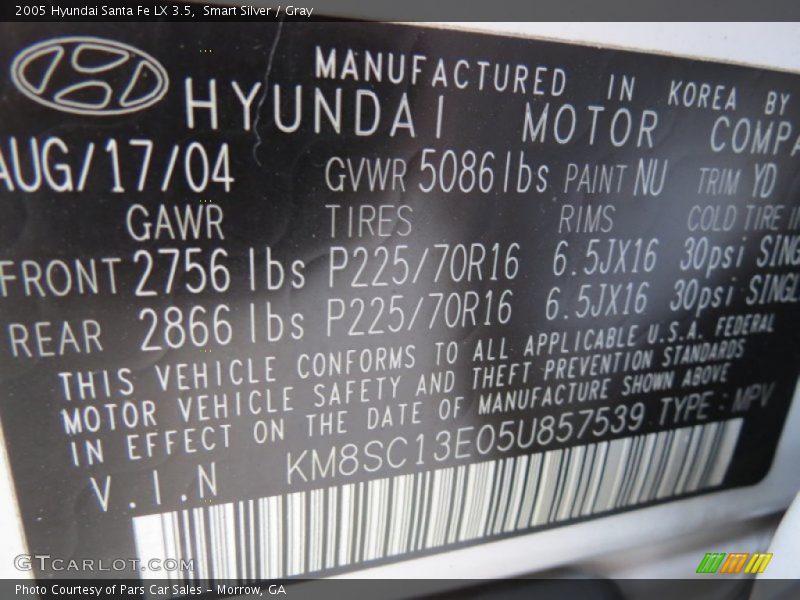 2005 Hyundai Santa Fe LX 3.5,  Smart Silver / Gray
MANUFACTURED IN KOREA BY
HYUNDAI MOTOR COMPA
AUG/17/04 GVWR 5086lbs PAINT NU TRIM YD
GAWR TIRES RIMS COLD TIRE IN
FRONT 2756 lbs P225/70R16 6.5JX16 30psi SING
REAR 2866 lbs P225/70R16 6.5JX16 30psi SINGL
THIS VEHICLE CONFORMS TO ALL APPLICABLE U.S.A. FEDERAL
MOTOR VEHICLE SAFETY AND THEFT PREVENTION STANDARDS
IN EFFECT ON THE DATE OF MANUFACTURE SHOWN ABOVE
V.I.N KM8SC13E05U857539 TYPE : MPV
GTcarlot.com
Photo Courtesy of Pars Car Sales - Morrow, GA